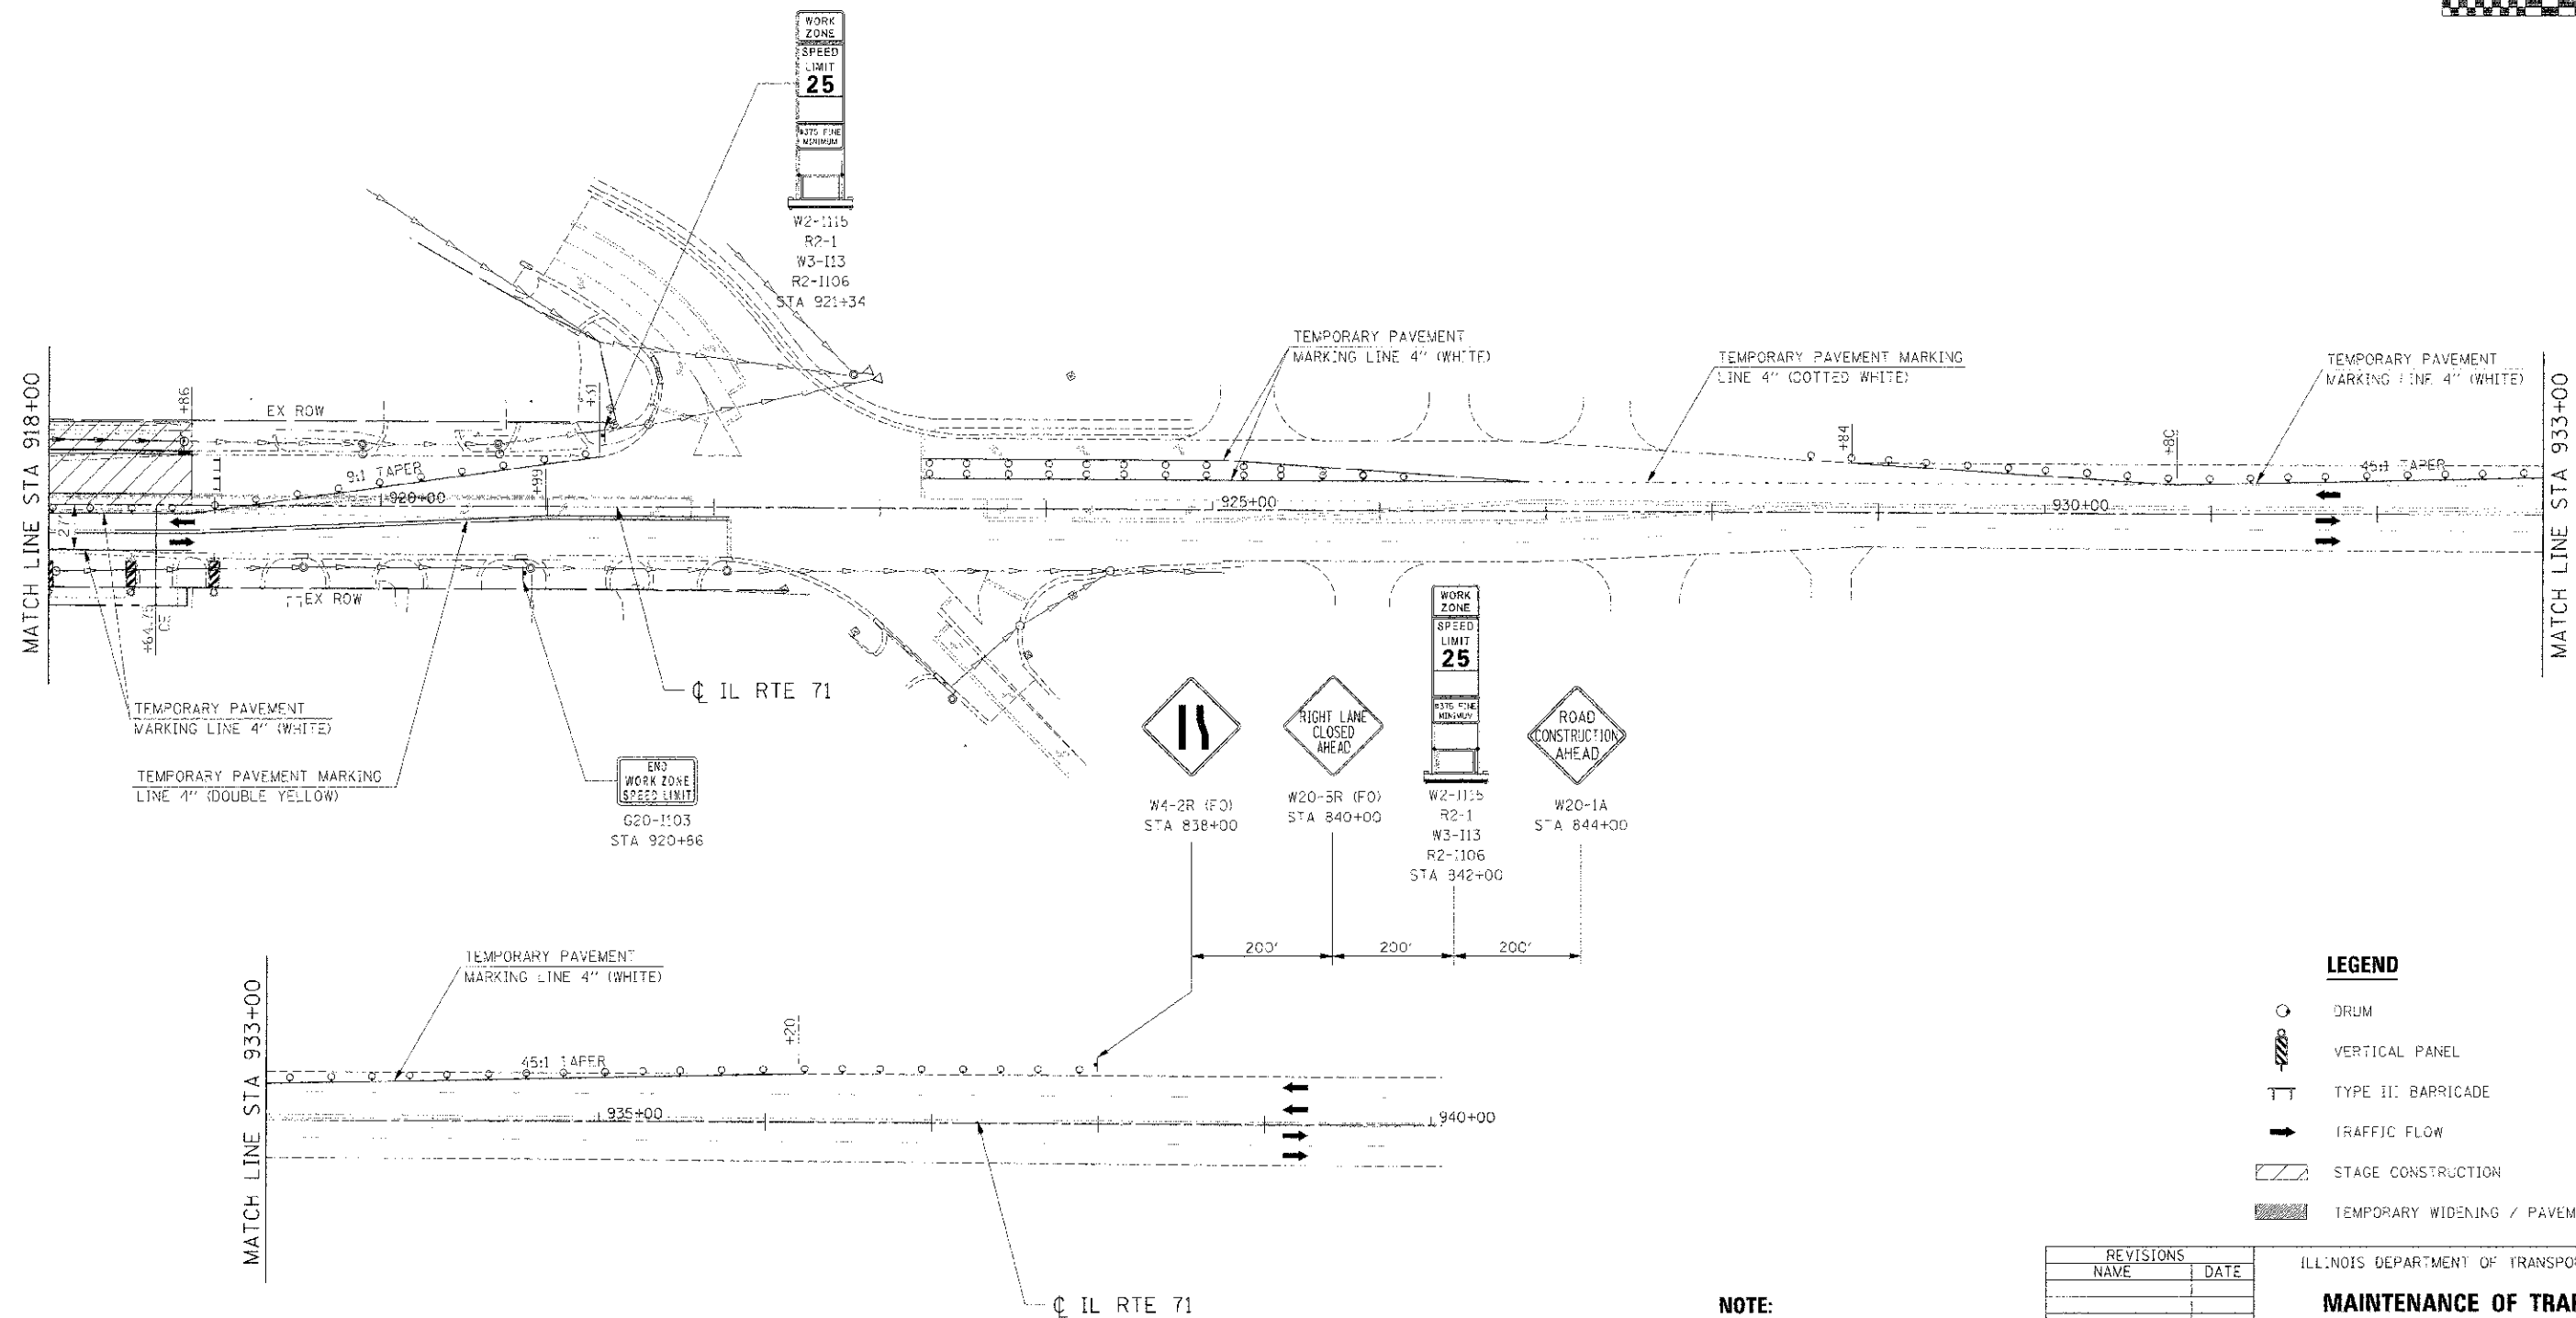 WORK
ZONE
SPEED
LIMIT
25
$375 FINE
MINIMUM
W2-I115
R2-1
W3-I13
R2-I106
STA 921+34
TEMPORARY PAVEMENT
MARKING LINE 4" (WHITE)
TEMPORARY PAVEMENT MARKING
LINE 4" (DOTTED WHITE)
TEMPORARY PAVEMENT
MARKING LINE 4" (WHITE)
MATCH LINE STA 918+00
+86
EX ROW
+31
9:1 TAPER
920+00
+99
925+00
+84
+80
45:1 TAPER
930+00
MATCH LINE STA 933+00
27'
EX ROW
+64.75
CE
TEMPORARY PAVEMENT
MARKING LINE 4" (WHITE)
TEMPORARY PAVEMENT MARKING
LINE 4" (DOUBLE YELLOW)
℄ IL RTE 71
END
WORK ZONE
SPEED LIMIT
G20-I103
STA 920+86
W4-2R (FO)
STA 838+00
RIGHT LANE
CLOSED
AHEAD
W20-5R (FO)
STA 840+00
WORK
ZONE
SPEED
LIMIT
25
$375 FINE
MINIMUM
W2-I115
R2-1
W3-I13
R2-I106
STA 842+00
ROAD
CONSTRUCTION
AHEAD
W20-1A
STA 844+00
200'
200'
200'
TEMPORARY PAVEMENT
MARKING LINE 4" (WHITE)
MATCH LINE STA 933+00
45:1 TAPER
+20
935+00
940+00
℄ IL RTE 71
LEGEND
DRUM
VERTICAL PANEL
TYPE III BARRICADE
TRAFFIC FLOW
STAGE CONSTRUCTION
TEMPORARY WIDENING / PAVEM
NOTE:
REVISIONS
NAME DATE
ILLINOIS DEPARTMENT OF TRANSPO
MAINTENANCE OF TRA